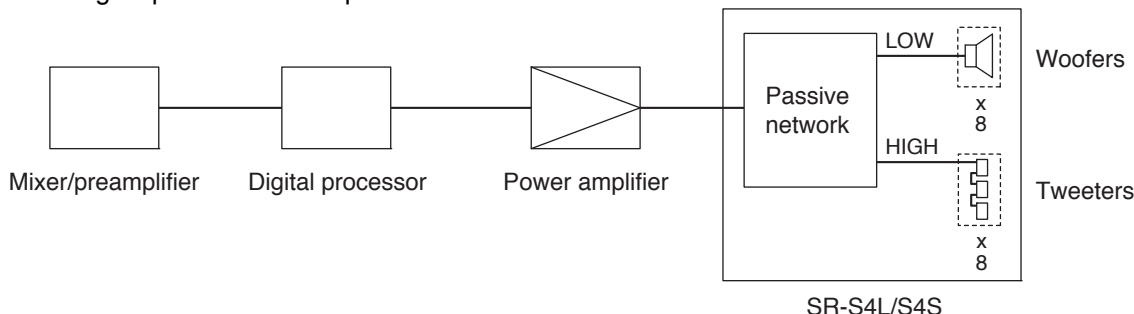 LOW
Woofers
x
8
Passive
network
HIGH
Mixer/preamplifier Digital processor Power amplifier
Tweeters
x
8
SR-S4L/S4S